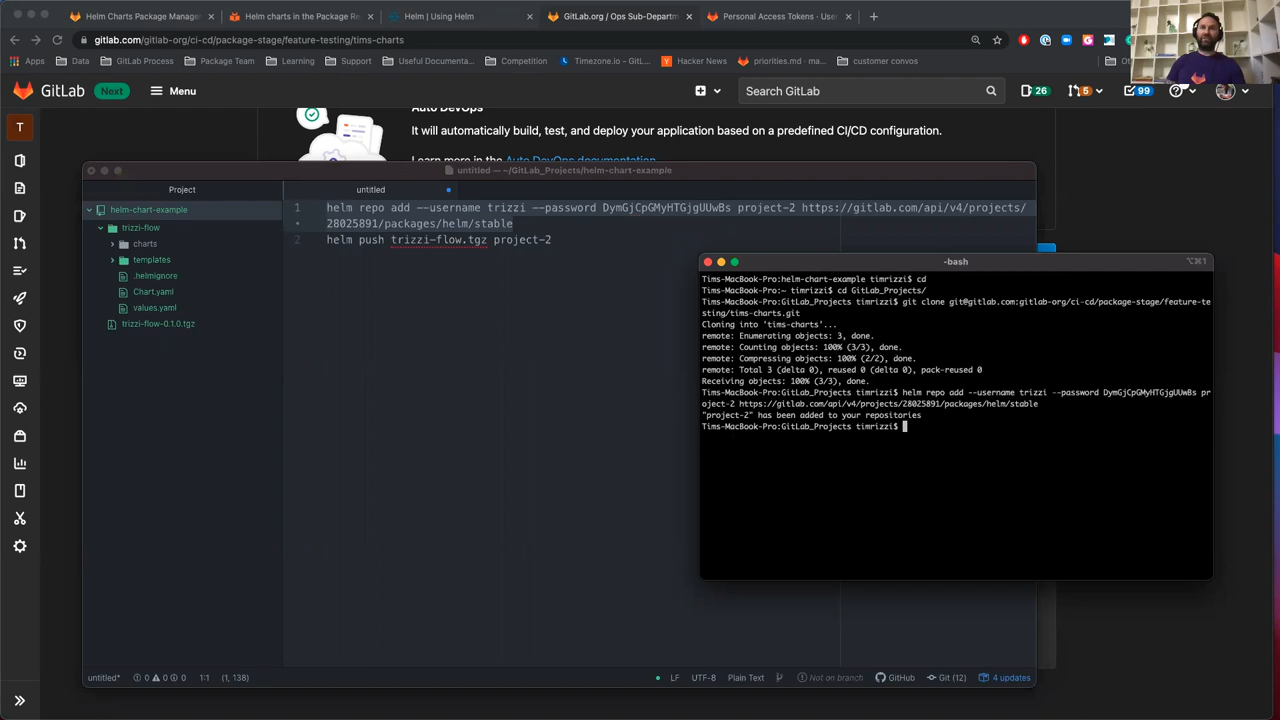 Helm Charts Package Manage
Helm charts in the Package Re
Helm | Using Helm
GitLab.org / Ops Sub-Departm
Personal Access Tokens · User
gitlab.com/gitlab-org/ci-cd/package-stage/feature-testing/tims-charts
Apps Data GitLab Process Package Team Learning Support Useful Documenta... Competition Timezone.io – GitL... Hacker News priorities.md · ma... customer convos
GitLab Next Menu Search GitLab 26 5 99
T
Auto DevOps
It will automatically build, test, and deploy your application based on a predefined CI/CD configuration.
Learn more in the Auto DevOps documentation
untitled — ~/GitLab_Projects/helm-chart-example
Project
untitled
helm-chart-example
trizzi-flow
charts
templates
.helmignore
Chart.yaml
values.yaml
trizzi-flow-0.1.0.tgz
1 helm repo add --username trizzi --password DymGjCpGMyHTGjgUUwBs project-2 https://gitlab.com/api/v4/projects/
28025891/packages/helm/stable
2 helm push trizzi-flow.tgz project-2
-bash
⌥⌘1
Tims-MacBook-Pro:helm-chart-example timrizzi$ cd
Tims-MacBook-Pro:~ timrizzi$ cd GitLab_Projects/
Tims-MacBook-Pro:GitLab_Projects timrizzi$ git clone git@gitlab.com:gitlab-org/ci-cd/package-stage/feature-te
sting/tims-charts.git
Cloning into 'tims-charts'...
remote: Enumerating objects: 3, done.
remote: Counting objects: 100% (3/3), done.
remote: Compressing objects: 100% (2/2), done.
remote: Total 3 (delta 0), reused 0 (delta 0), pack-reused 0
Receiving objects: 100% (3/3), done.
Tims-MacBook-Pro:GitLab_Projects timrizzi$ helm repo add --username trizzi --password DymGjCpGMyHTGjgUUwBs pr
oject-2 https://gitlab.com/api/v4/projects/28025891/packages/helm/stable
"project-2" has been added to your repositories
Tims-MacBook-Pro:GitLab_Projects timrizzi$
untitled* 0 0 0 1:1 (1, 138)
LF UTF-8 Plain Text Not on branch GitHub Git (12) 4 updates